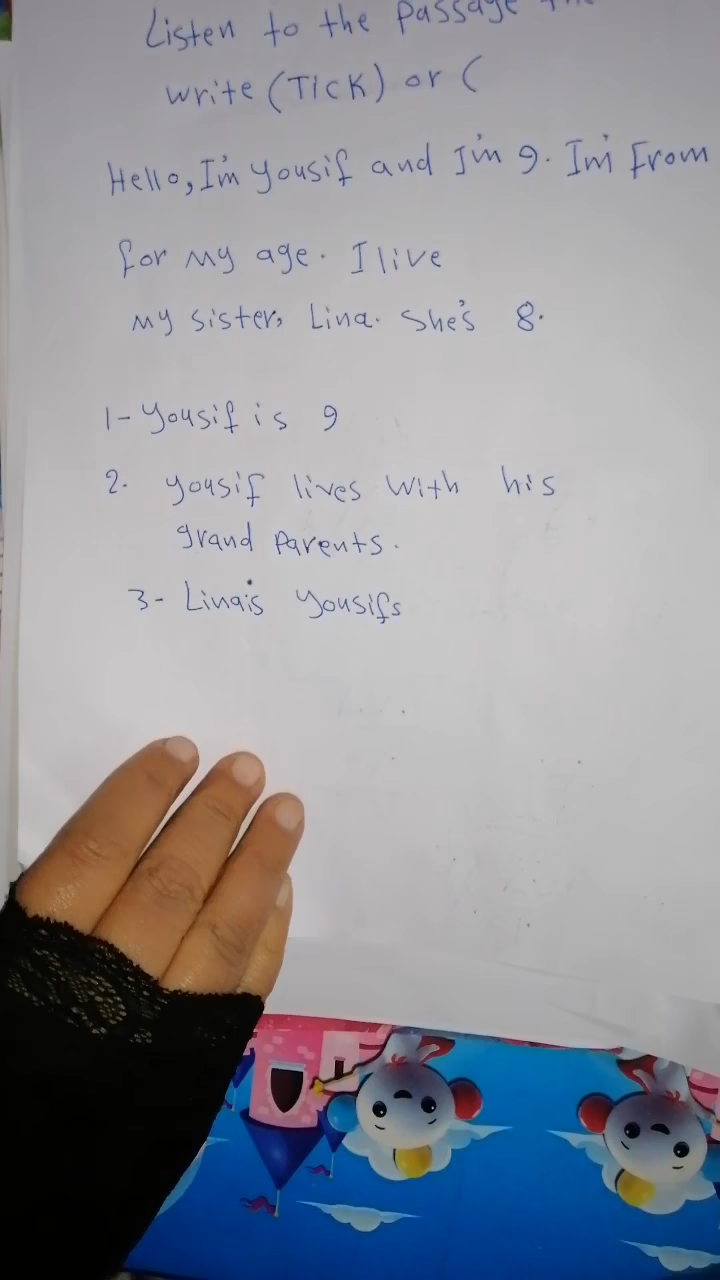 Listen to the Passage the
write (TICK) or (
Hello, I'm Yousif and I'm 9. I'm From
for my age. I live
my sister, Lina. She's 8.
1- Yousif is 9
2. Yousif lives with his
grand Parents.
3- Lina is Yousifs